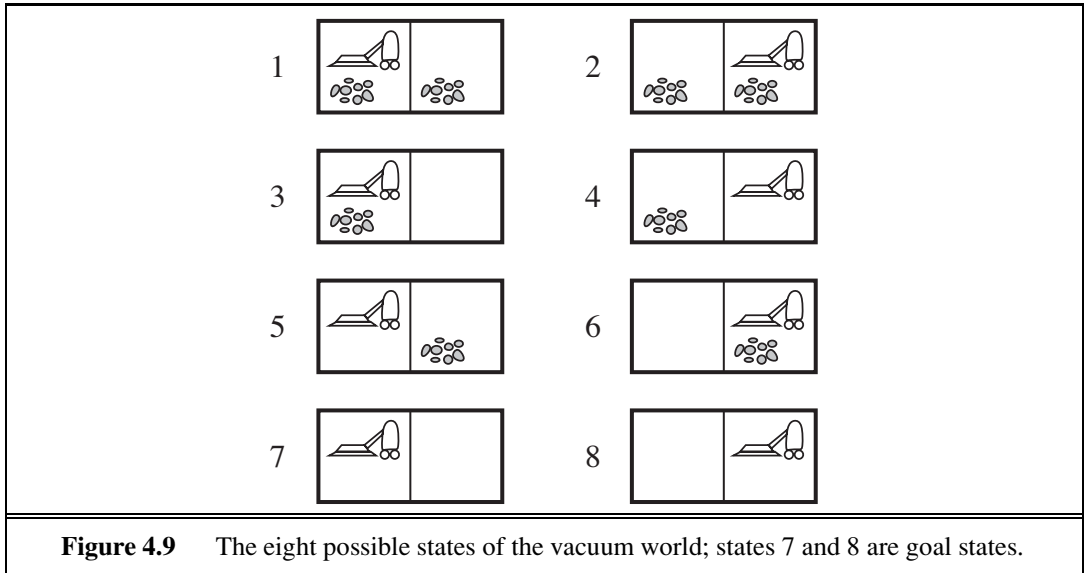 1 2
3 4
5 6
7 8
Figure 4.9 The eight possible states of the vacuum world; states 7 and 8 are goal states.